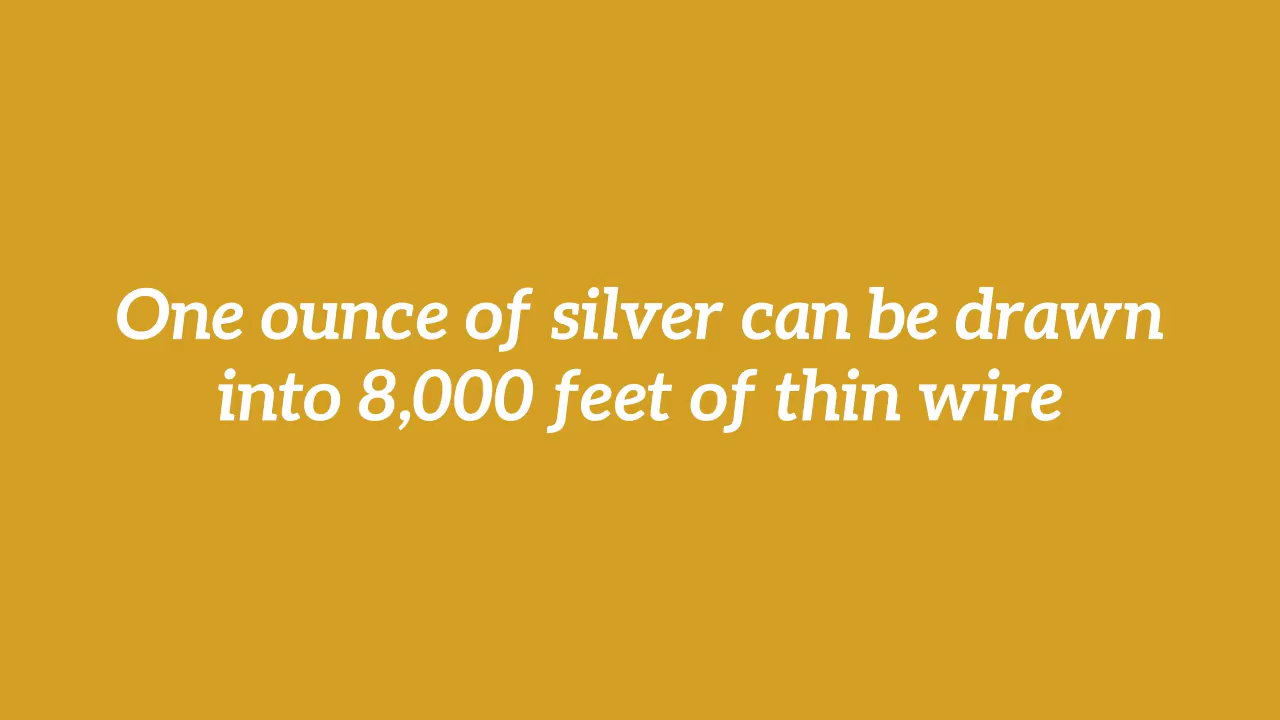 One ounce of silver can be drawn
into 8,000 feet of thin wire